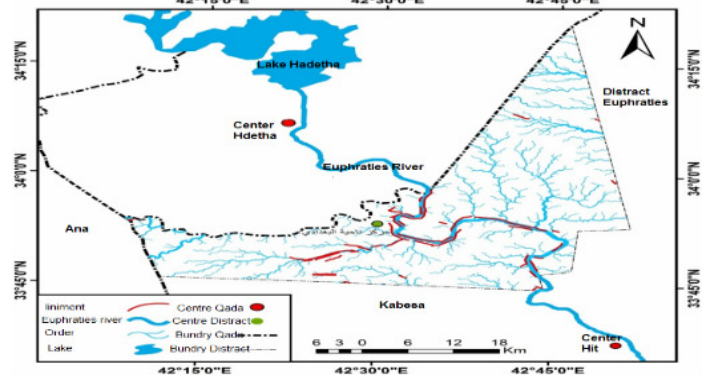 42°15'0"E 42°30'0"E 42°45'0"E
N
34°15'0"N
34°15'0"N
Lake Hadetha
Distract
Euphraties
Center
Hdetha
34°0'0"N
Euphraties River
34°0'0"N
Ana
33°45'0"N
33°45'0"N
Kabesa
liniment Centre Qada
Euphraties river Centre Distract
Order Bundry Qada
Lake Bundry Distract
6 3 0 6 12 18
Km
Center
Hit
42°15'0"E 42°30'0"E 42°45'0"E